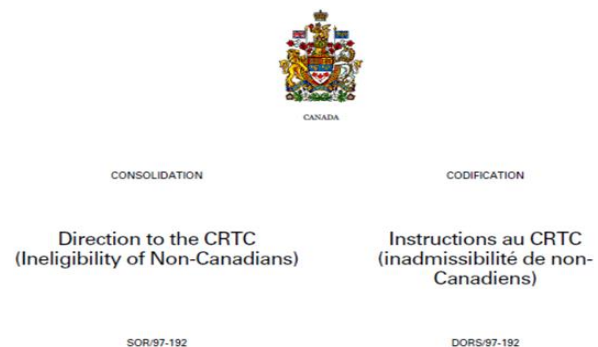 CANADA
CONSOLIDATION
Direction to the CRTC
(Ineligibility of Non-Canadians)
SOR/97-192
CODIFICATION
Instructions au CRTC
(inadmissibilité de non-
Canadiens)
DORS/97-192